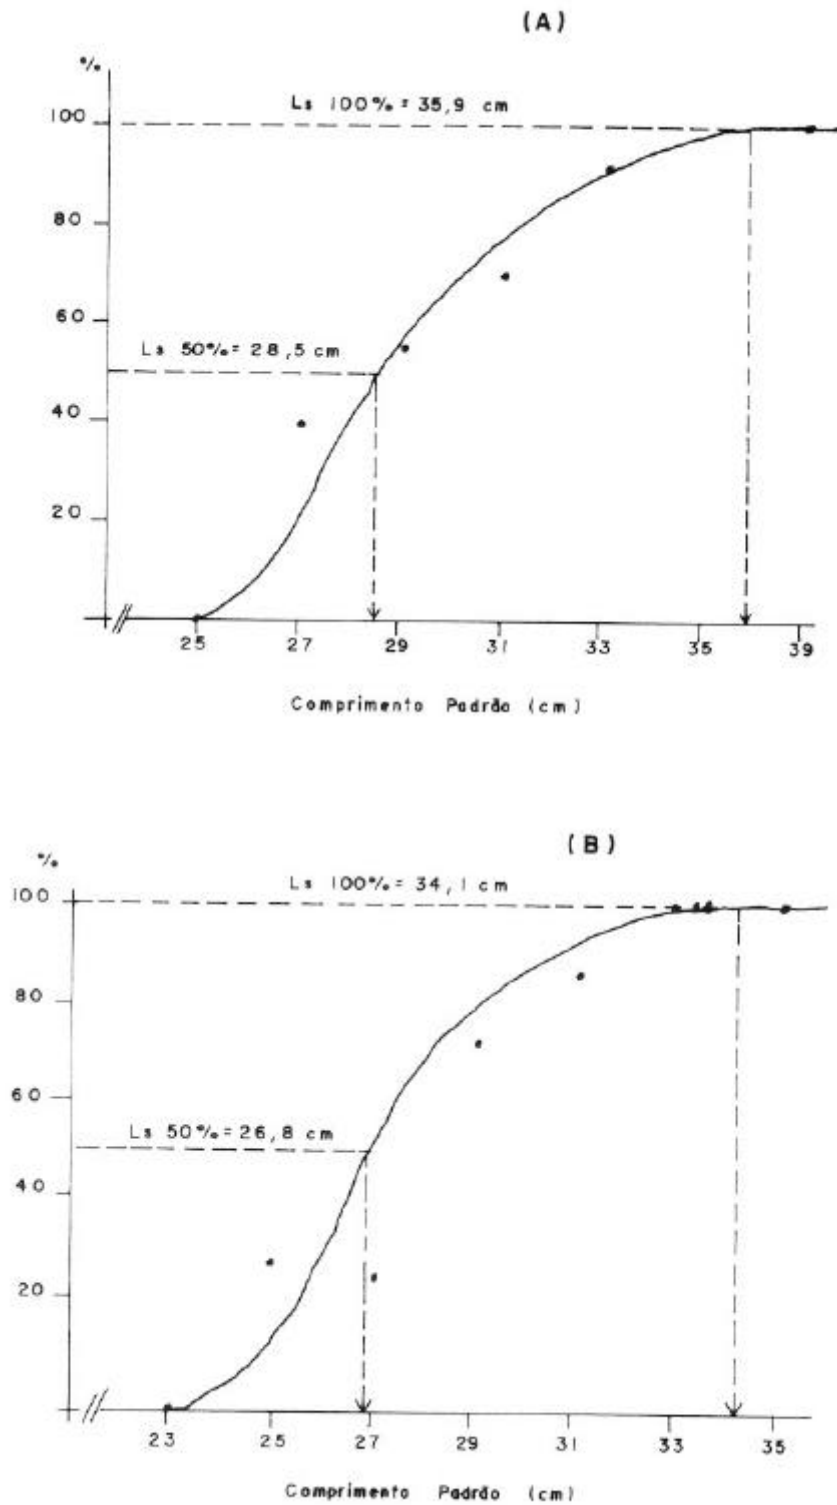 (A)
%
Ls 100% = 35,9 cm
100
80
60
Ls 50% = 28,5 cm
40
20
25 27 29 31 33 35 39
Comprimento Padrão (cm)
(B)
%
Ls 100% = 34,1 cm
100
80
60
Ls 50% = 26,8 cm
40
20
23 25 27 29 31 33 35
Comprimento Padrão (cm)